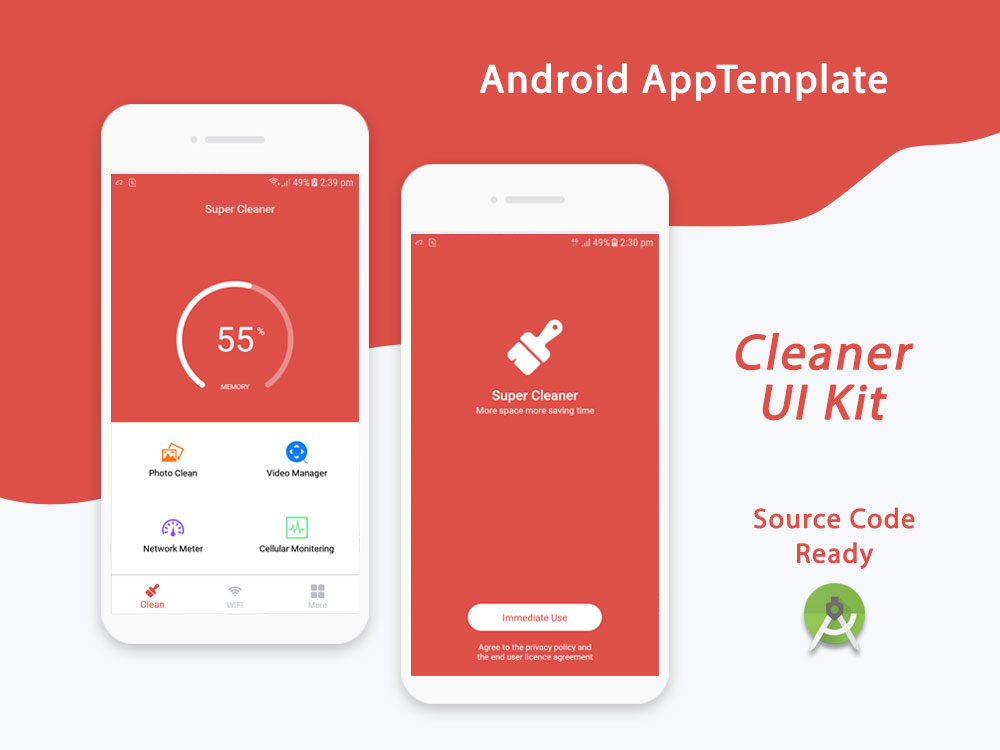 Android AppTemplate
49% 2:39 pm
Super Cleaner
55%
MEMORY
Photo Clean
Video Manager
Network Meter
Cellular Monitering
Clean
WIFI
More
4G 49% 2:30 pm
Super Cleaner
More space more saving time
Immediate Use
Agree to the privacy policy and
the end user licence agreement
Cleaner
UI Kit
Source Code
Ready